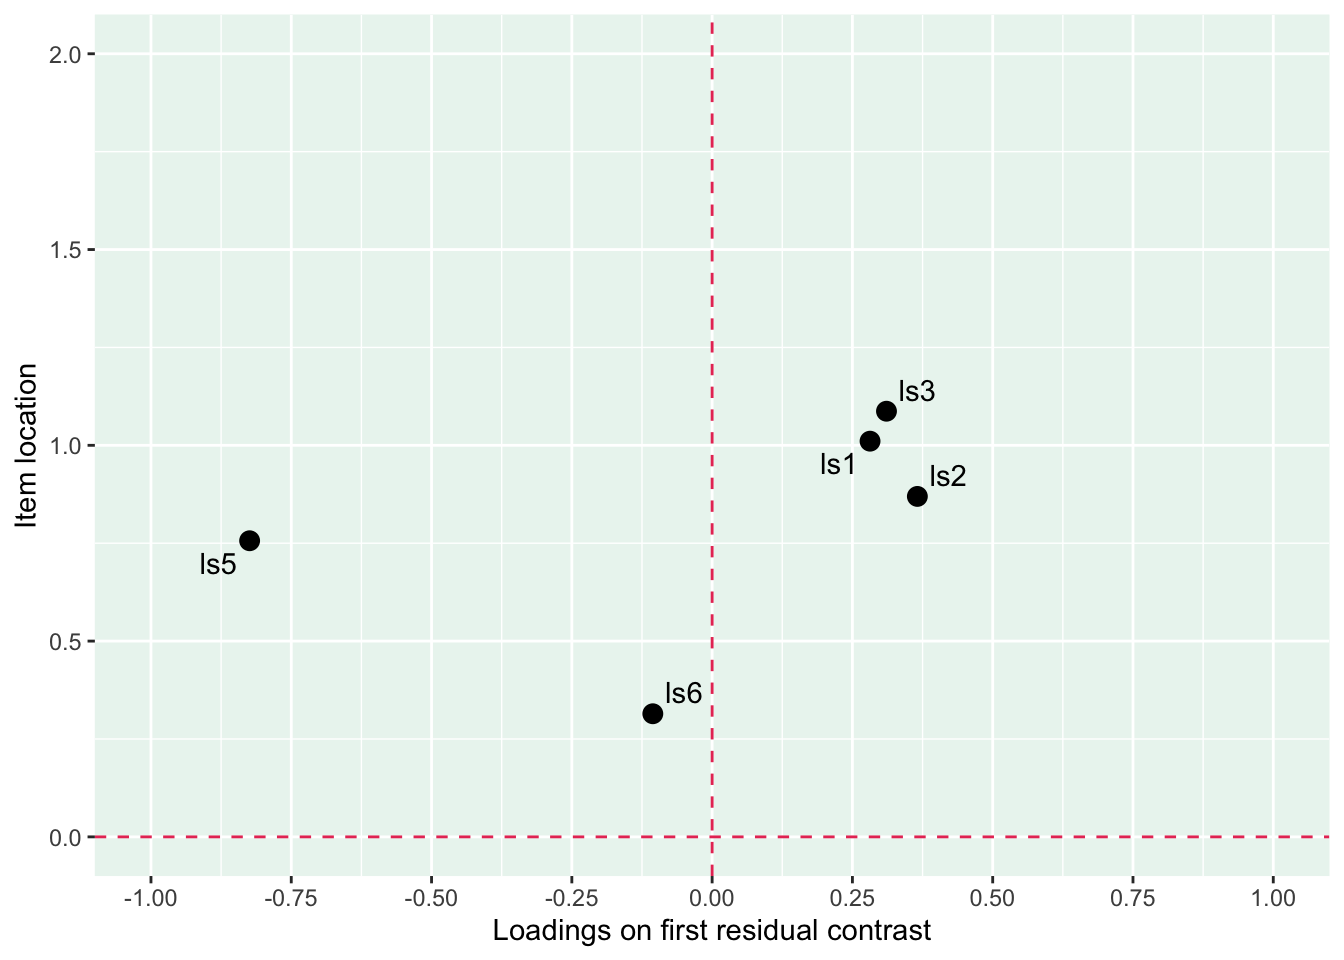 2.0
1.5
Item location
1.0
0.5
0.0
ls3
ls1
ls2
ls5
ls6
-1.00 -0.75 -0.50 -0.25 0.00 0.25 0.50 0.75 1.00
Loadings on first residual contrast